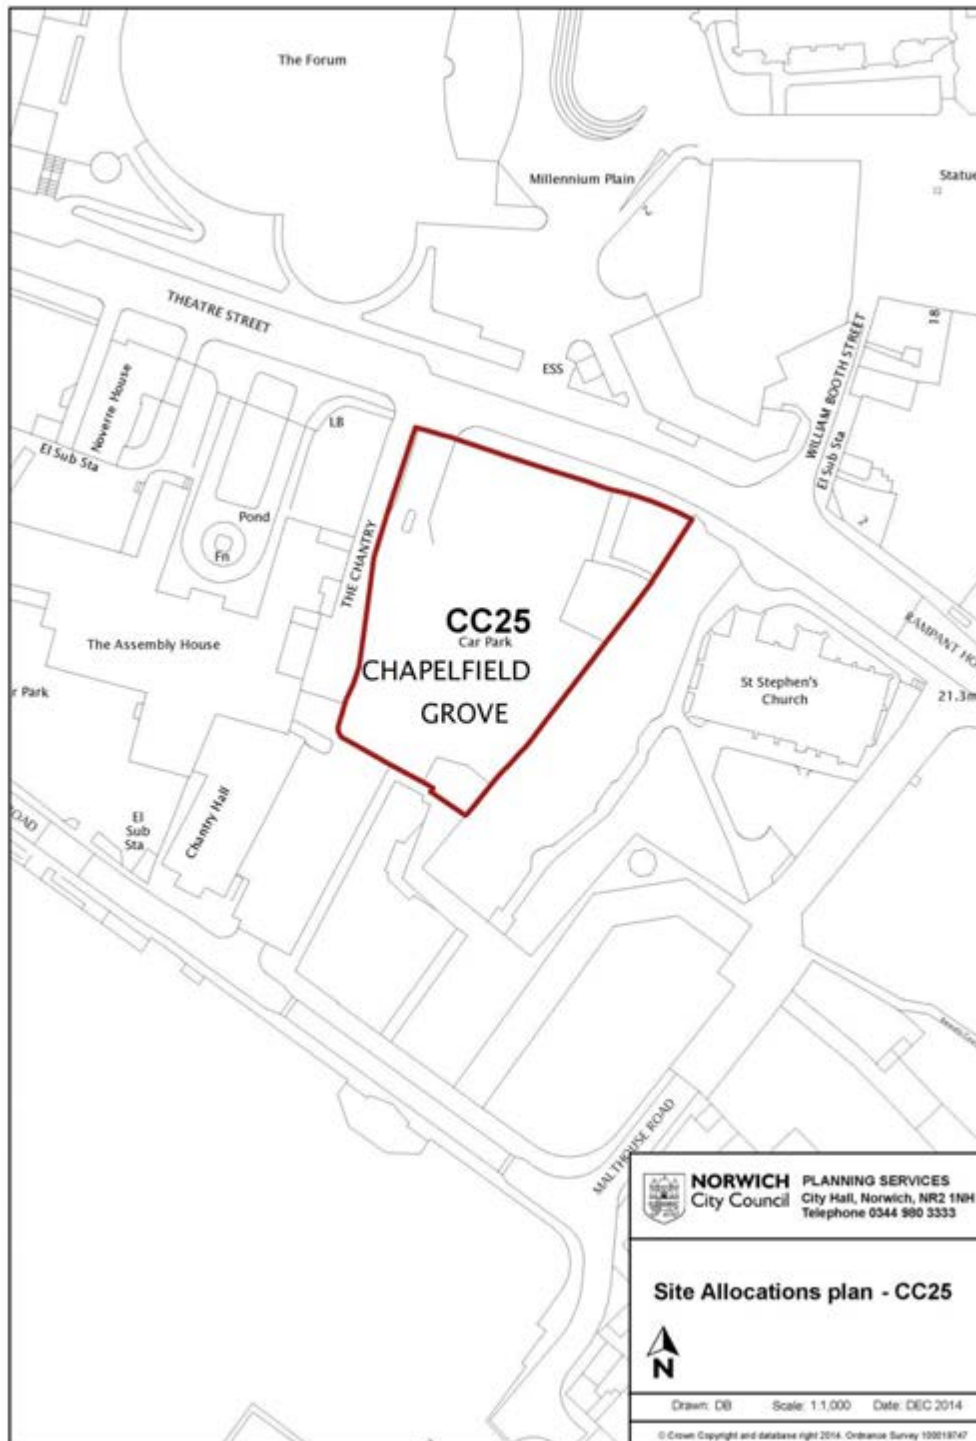 The Forum
Millennium Plain
Statue
2
THEATRE STREET
18
ESS
WILLIAM BOOTH STREET
El Sub Sta
Noverre House
LB
El Sub Sta
2
Pond
Fn
THE CHANTRY
CC25
Car Park
CHAPELFIELD
GROVE
The Assembly House
RAMPANT HO
St Stephen's
Church
r Park
21.3m
OAD
El
Sub
Sta
Chantry Hall
MALTHOUSE ROAD
NORWICH
City Council
PLANNING SERVICES
City Hall, Norwich, NR2 1NH
Telephone 0344 980 3333
Site Allocations plan - CC25
N
Drawn: DB Scale: 1:1,000 Date: DEC 2014
© Crown Copyright and database right 2014. Ordnance Survey 100019747